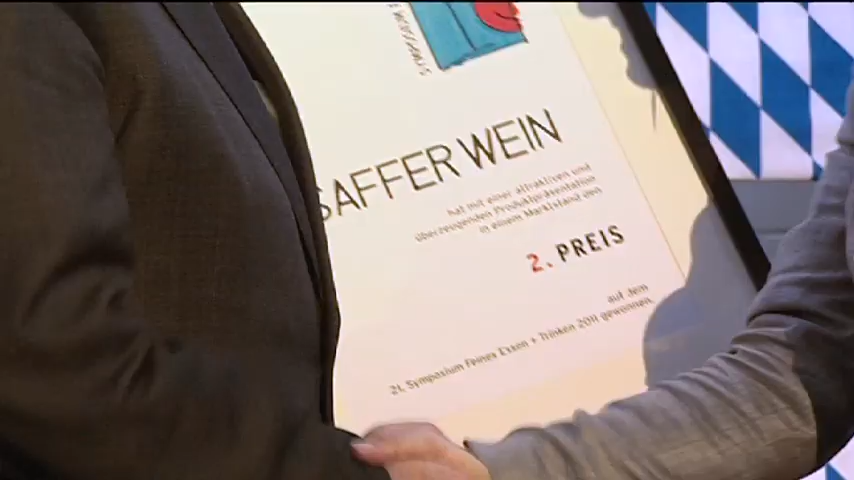 SAFFER WEIN
hat mit einer attraktiven und
überzeugenden Produktpräsentation
in einem Marktstand den
2. PREIS
auf dem
21. Symposium Feines Essen + Trinken 2011 gewonnen.